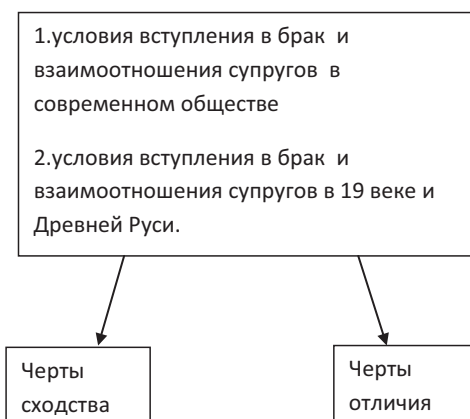 1.условия вступления в брак и
взаимоотношения супругов в
современном обществе
2.условия вступления в брак и
взаимоотношения супругов в 19 веке и
Древней Руси.
Черты
сходства
Черты
отличия